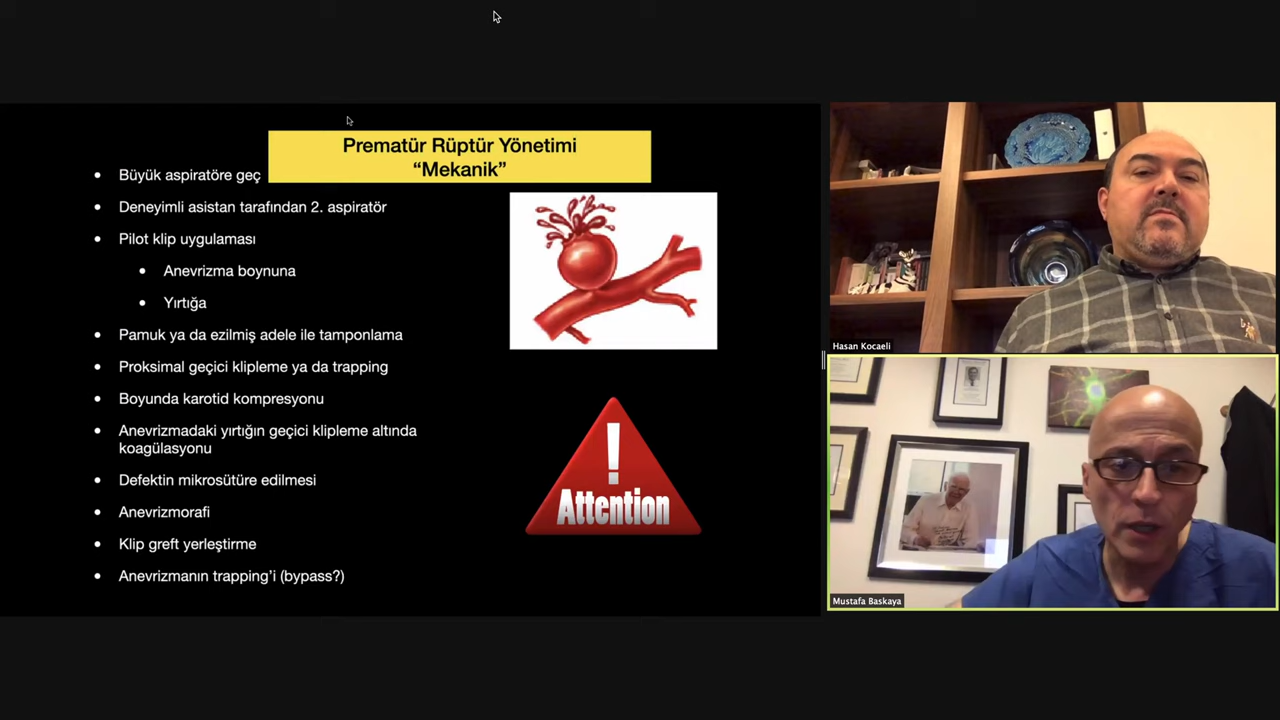 Prematür Rüptür Yönetimi
“Mekanik”
Büyük aspiratöre geç
Deneyimli asistan tarafından 2. aspiratör
Pilot klip uygulaması
Anevrizma boynuna
Yırtığa
Pamuk ya da ezilmiş adele ile tamponlama
Proksimal geçici klipleme ya da trapping
Boyunda karotid kompresyonu
Anevrizmadaki yırtığın geçici klipleme altında
koagülasyonu
Defektin mikrosütüre edilmesi
Anevrizmorafi
Klip greft yerleştirme
Anevrizmanın trapping’i (bypass?)
!
Attention
Hasan Kocaeli
Mustafa Baskaya